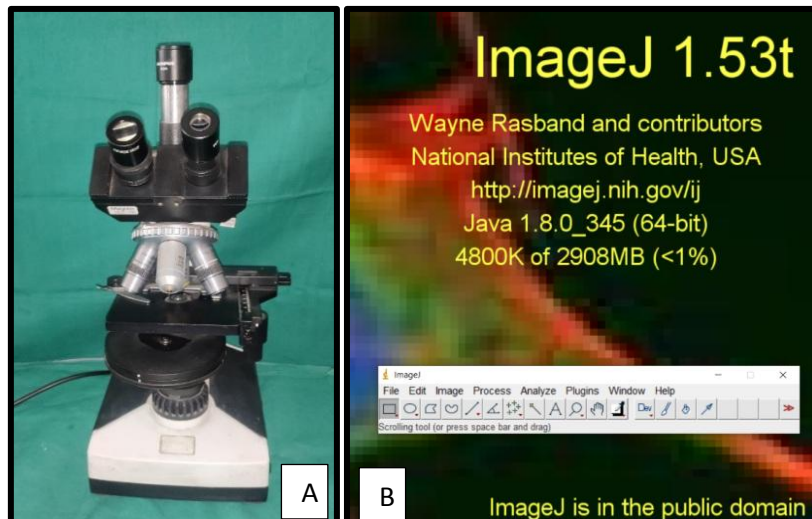 A
ImageJ 1.53t
Wayne Rasband and contributors
National Institutes of Health, USA
http://imagej.nih.gov/ij
Java 1.8.0_345 (64-bit)
4800K of 2908MB (<1%)
ImageJ
File Edit Image Process Analyze Plugins Window Help
A Dev
Scrolling tool (or press space bar and drag)
B
ImageJ is in the public domain